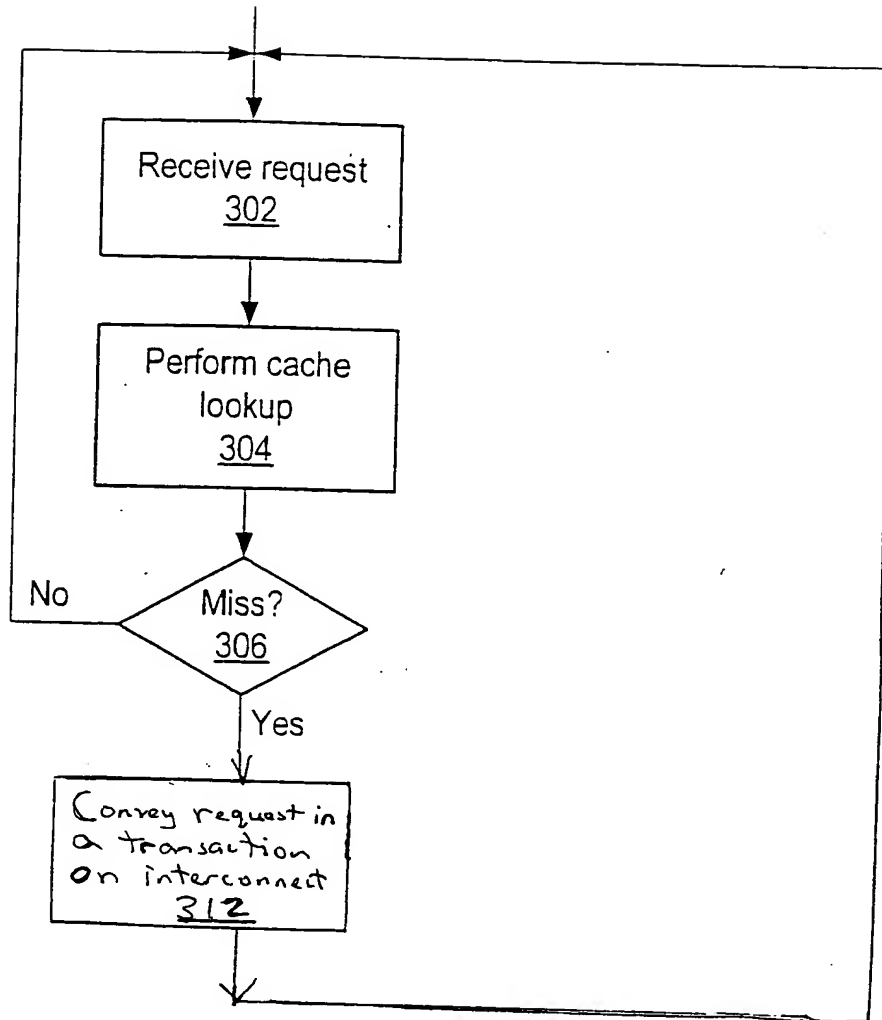 Receive request
302
Perform cache
lookup
304
Miss?
306
No
Yes
Convey request in
a transaction
on interconnect
312